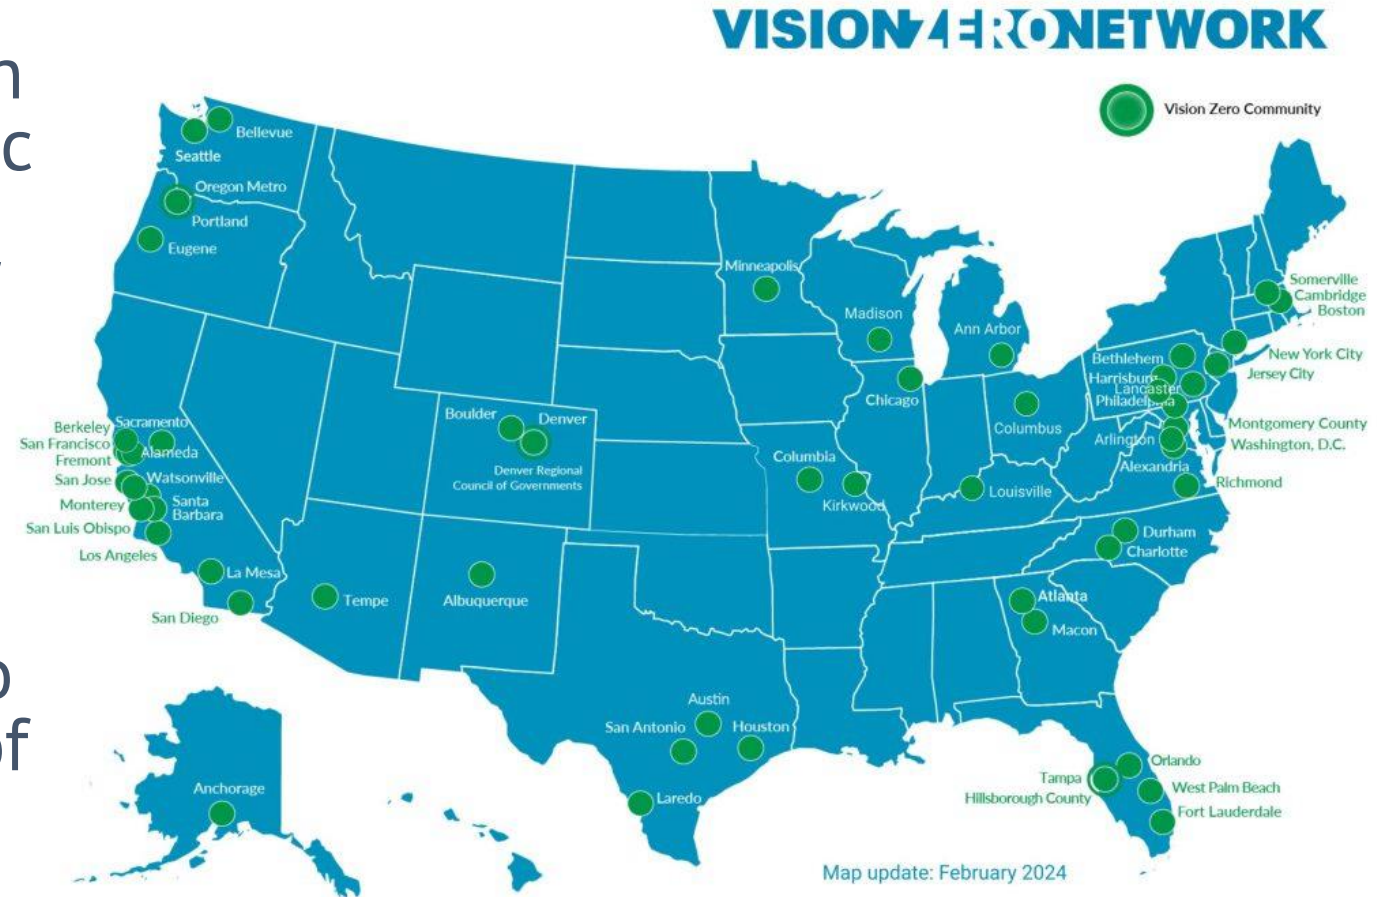 VISIONZERONETWORK
Vision Zero Community
n
c
o
of
Bellevue
Seattle
Oregon Metro
Portland
Eugene
Minneapolis
Madison
Ann Arbor
Chicago
Columbus
Somerville
Cambridge
Boston
New York City
Jersey City
Bethlehem
Harrisburg
Lancaster
Philadelphia
Montgomery County
Washington, D.C.
Arlington
Alexandria
Richmond
Berkeley
Sacramento
San Francisco
Alameda
Fremont
San Jose
Watsonville
Monterey
Santa
Barbara
San Luis Obispo
Los Angeles
La Mesa
San Diego
Boulder
Denver
Denver Regional
Council of Governments
Columbia
Kirkwood
Louisville
Durham
Charlotte
Atlanta
Macon
Tempe
Albuquerque
Austin
San Antonio
Houston
Laredo
Anchorage
Orlando
Tampa
Hillsborough County
West Palm Beach
Fort Lauderdale
Map update: February 2024